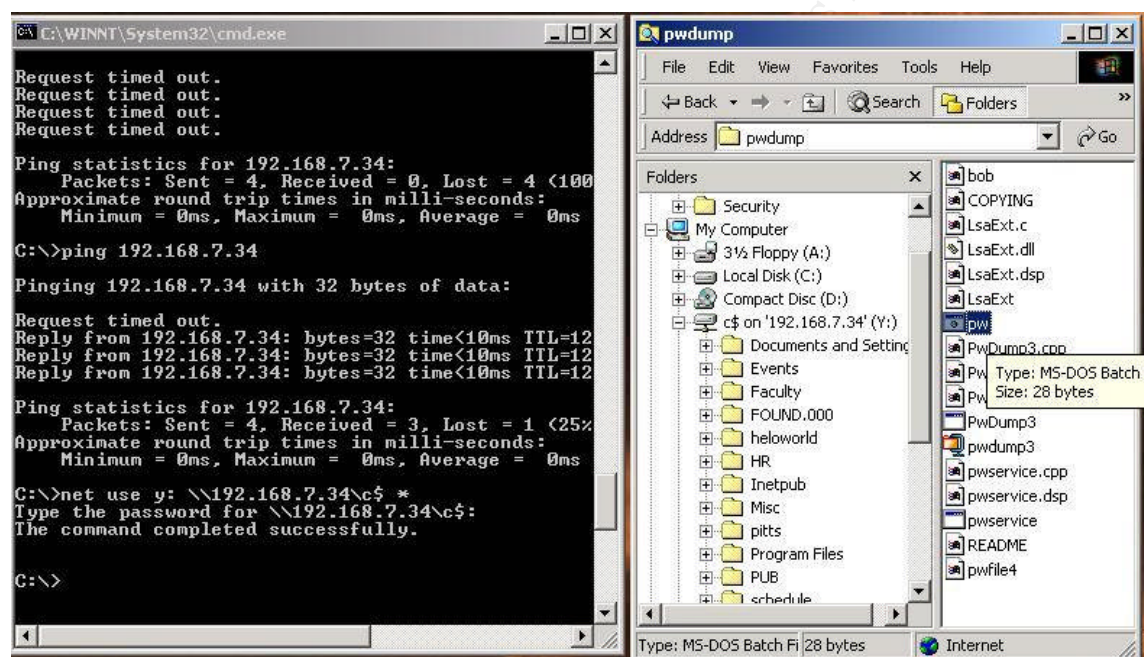 C:\WINNT\System32\cmd.exe
Request timed out.
Request timed out.
Request timed out.
Request timed out.
Ping statistics for 192.168.7.34:
Packets: Sent = 4, Received = 0, Lost = 4 (100
Approximate round trip times in milli-seconds:
Minimum = 0ms, Maximum = 0ms, Average = 0ms
C:\>ping 192.168.7.34
Pinging 192.168.7.34 with 32 bytes of data:
Request timed out.
Reply from 192.168.7.34: bytes=32 time<10ms TTL=12
Reply from 192.168.7.34: bytes=32 time<10ms TTL=12
Reply from 192.168.7.34: bytes=32 time<10ms TTL=12
Ping statistics for 192.168.7.34:
Packets: Sent = 4, Received = 3, Lost = 1 (25%
Approximate round trip times in milli-seconds:
Minimum = 0ms, Maximum = 0ms, Average = 0ms
C:\>net use y: \\192.168.7.34\c$ *
Type the password for \\192.168.7.34\c$:
The command completed successfully.
C:\>
pwdump
File Edit View Favorites Tools Help
Back Search Folders »
Address pwdump Go
Folders
Security
My Computer
3½ Floppy (A:)
Local Disk (C:)
Compact Disc (D:)
c$ on '192.168.7.34' (Y:)
Documents and Setting
Events
Faculty
FOUND.000
heloworld
HR
Inetpub
Misc
pitts
Program Files
PUB
schedule
bob
COPYING
LsaExt.c
LsaExt.dll
LsaExt.dsp
LsaExt
pw
PwDump3.cpp
Pw
Pw
Type: MS-DOS Batch
Size: 28 bytes
PwDump3
pwdump3
pwservice.cpp
pwservice.dsp
pwservice
README
pwfile4
Type: MS-DOS Batch Fi 28 bytes Internet